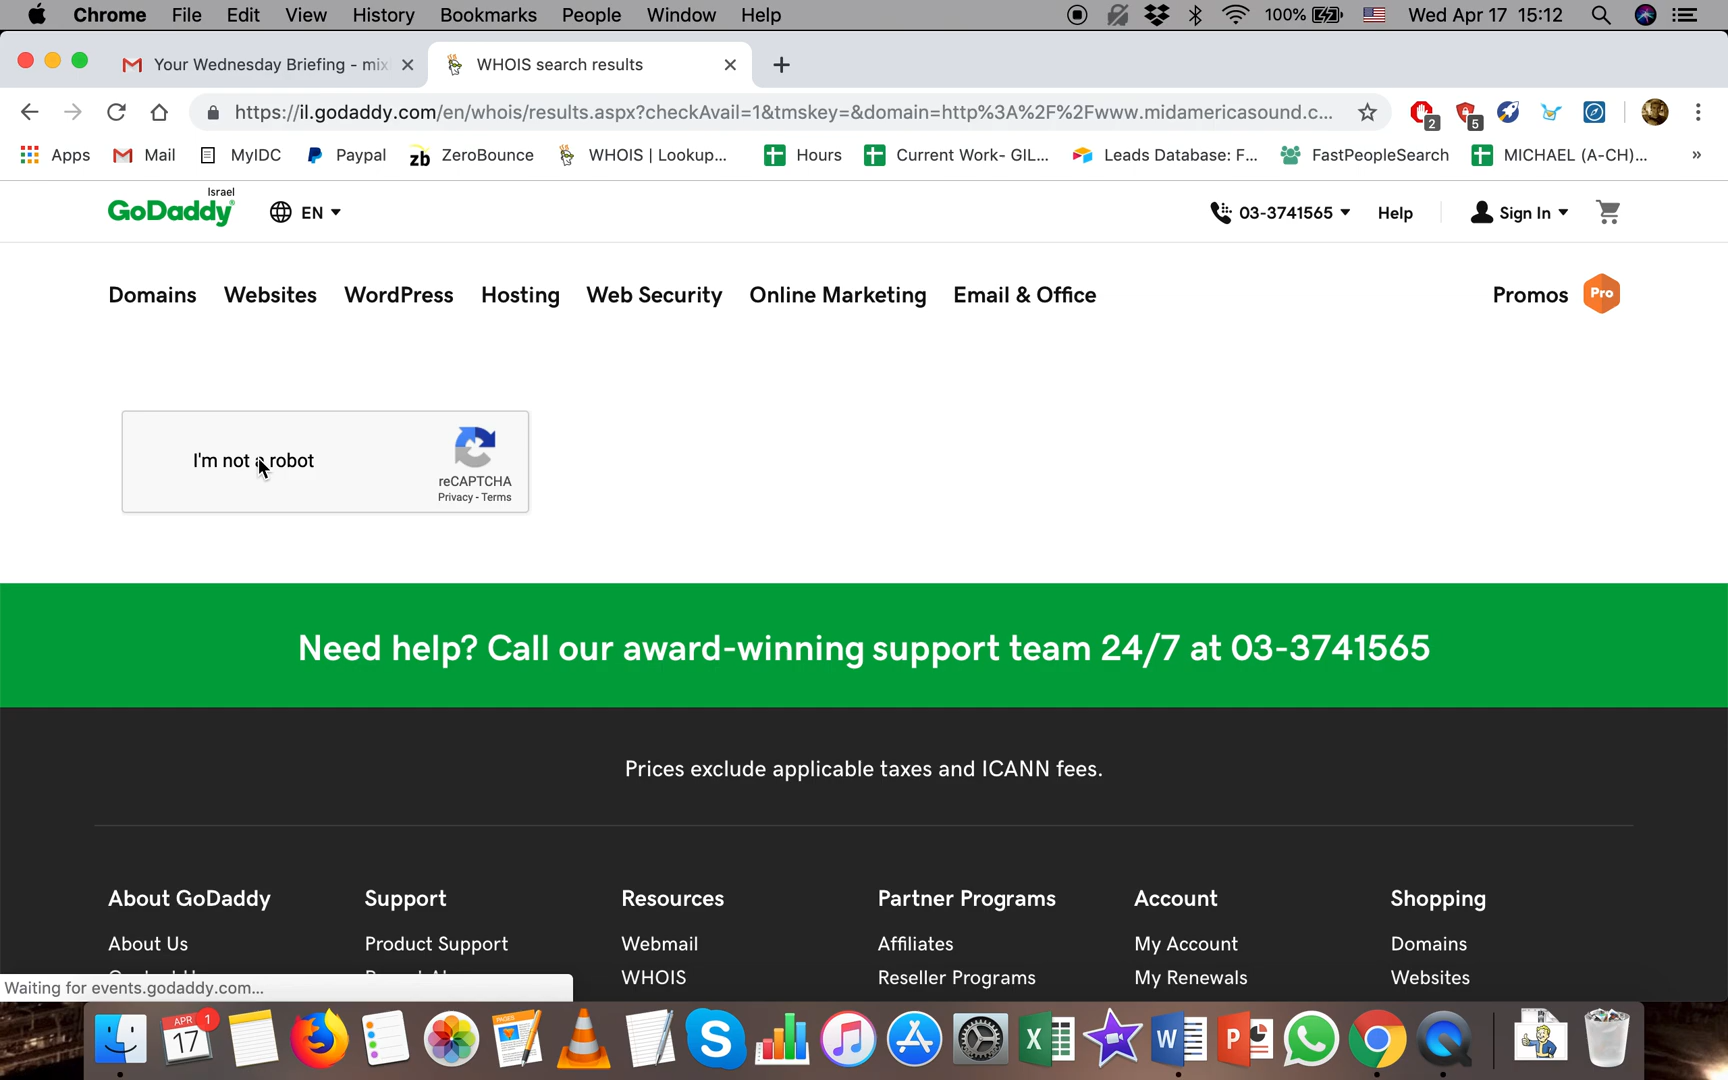 Chrome File Edit View History Bookmarks People Window Help 100% Wed Apr 17 15:12
Your Wednesday Briefing - mix WHOIS search results
https://il.godaddy.com/en/whois/results.aspx?checkAvail=1&tmskey=&domain=http%3A%2F%2Fwww.midamericasound.c... 2 5
Apps Mail MyIDC Paypal zb ZeroBounce WHOIS | Lookup... Hours Current Work- GIL... Leads Database: F... FastPeopleSearch MICHAEL (A-CH)... »
Israel
GoDaddy EN 03-3741565 Help Sign In
Domains Websites WordPress Hosting Web Security Online Marketing Email & Office Promos Pro
I'm not a robot
reCAPTCHA
Privacy - Terms
Need help? Call our award-winning support team 24/7 at 03-3741565
Prices exclude applicable taxes and ICANN fees.
About GoDaddy Support Resources Partner Programs Account Shopping
About Us Product Support Webmail Affiliates My Account Domains
WHOIS Reseller Programs My Renewals Websites
Waiting for events.godaddy.com...
APR 1
17
PAGES
S X W P